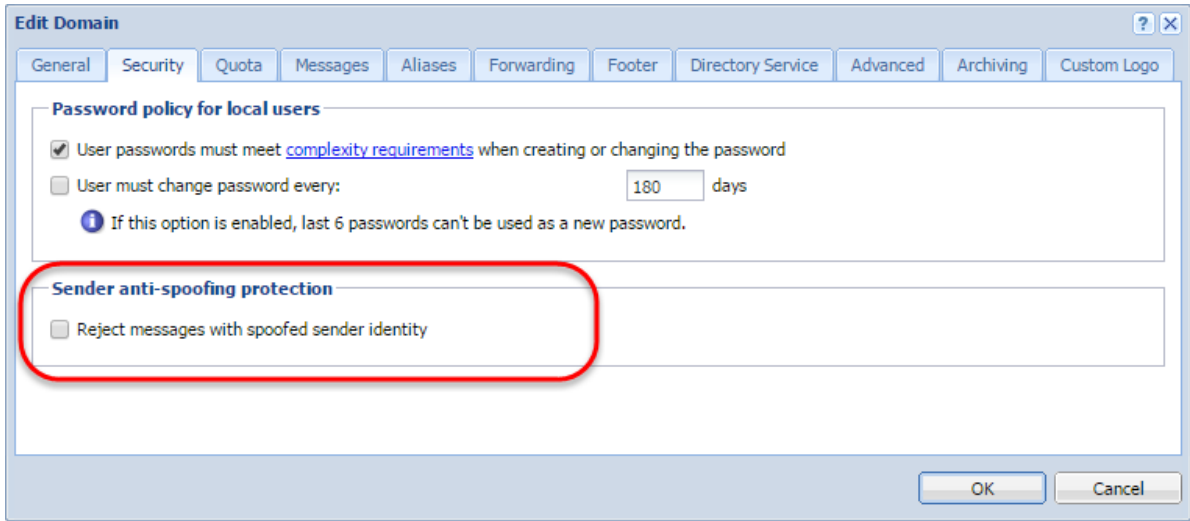 Edit Domain
?
General Security Quota Messages Aliases Forwarding Footer Directory Service Advanced Archiving Custom Logo
Password policy for local users
User passwords must meet complexity requirements when creating or changing the password
User must change password every: 180 days
If this option is enabled, last 6 passwords can't be used as a new password.
Sender anti-spoofing protection
Reject messages with spoofed sender identity
OK Cancel